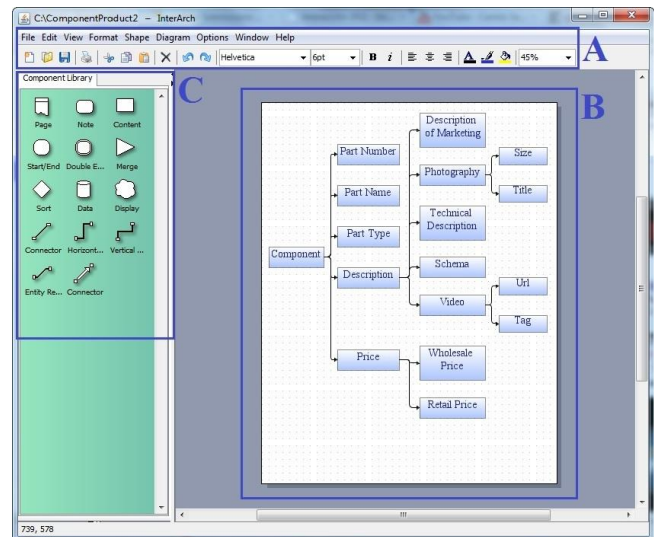 C:\ComponentProduct2 – InterArch
File Edit View Format Shape Diagram Options Window Help
Helvetica 6pt B i 45%
A
Component Library
C
B
Page Note Content
Start/End Double E... Merge
Sort Data Display
Connector Horizont... Vertical ...
Entity Re... Connector
Description
of Marketing
Part Number
Size
Photography
Part Name
Title
Technical
Description
Part Type
Component
Schema
Description
Url
Video
Tag
Price
Wholesale
Price
Retail Price
739, 578